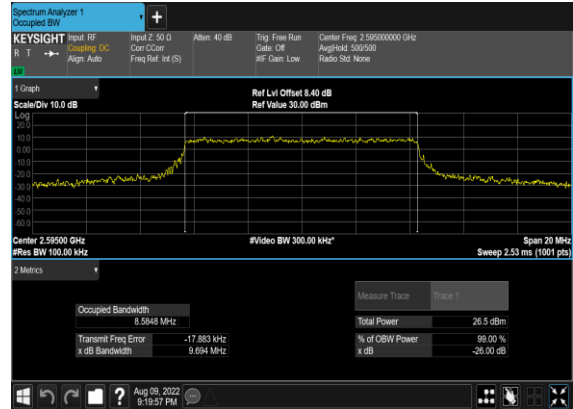 Spectrum Analyzer 1
Occupied BW
KEYSIGHT Input: RF Input Z: 50 Ω Atten: 40 dB Trig: Free Run Center Freq: 2.595000000 GHz
R T Coupling: DC Corr CCorr Gate: Off Avg|Hold: 500/500
Align: Auto Freq Ref: Int (S) #IF Gain: Low Radio Std: None
LW
1 Graph
Ref Lvl Offset 8.40 dB
Scale/Div 10.0 dB Ref Value 30.00 dBm
Log
20.0
10.0
0.00
-10.0
-20.0
-30.0
-40.0
-50.0
-60.0
Center 2.59500 GHz #Video BW 300.00 kHz* Span 20 MHz
#Res BW 100.00 kHz Sweep 2.53 ms (1001 pts)
2 Metrics
Measure Trace Trace 1
Occupied Bandwidth
8.5848 MHz Total Power 26.5 dBm
Transmit Freq Error -17.883 kHz % of OBW Power 99.00 %
x dB Bandwidth 9.694 MHz x dB -26.00 dB
? Aug 09, 2022
9:19:57 PM